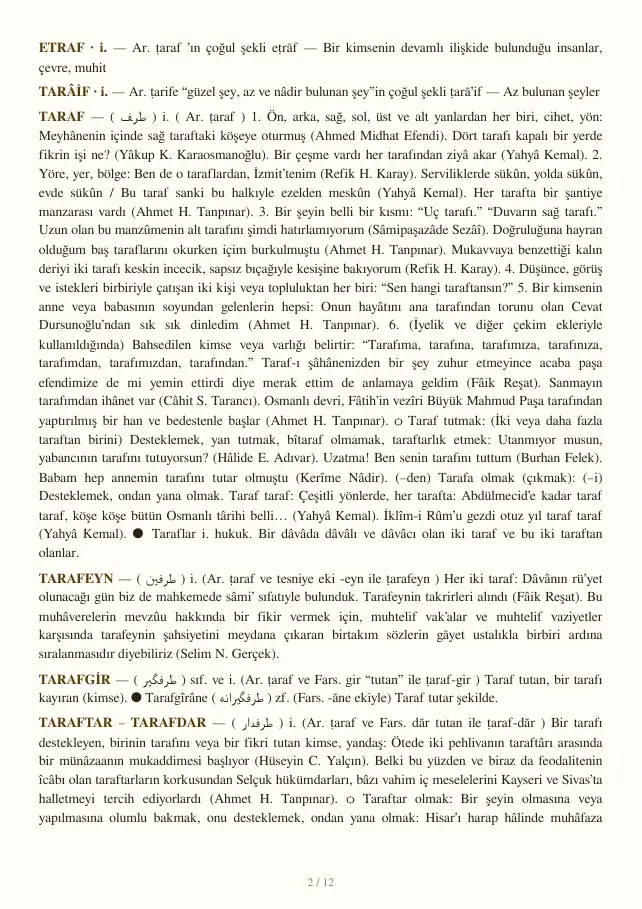 ETRAF · i. — Ar. ṭaraf ’ın çoğul şekli eṭrāf — Bir kimsenin devamlı ilişkide bulunduğu insanlar,
çevre, muhit
TARÂİF · i. — Ar. ṭarife “güzel şey, az ve nâdir bulunan şey”in çoğul şekli ṭarā’if — Az bulunan şeyler
TARAF — ( طرف ) i. ( Ar. ṭaraf ) 1. Ön, arka, sağ, sol, üst ve alt yanlardan her biri, cihet, yön:
Meyhânenin içinde sağ taraftaki köşeye oturmuş (Ahmed Midhat Efendi). Dört tarafı kapalı bir yerde
fikrin işi ne? (Yâkup K. Karaosmanoğlu). Bir çeşme vardı her tarafından ziyâ akar (Yahyâ Kemal). 2.
Yöre, yer, bölge: Ben de o taraflardan, İzmit’tenim (Refik H. Karay). Serviliklerde sükûn, yolda sükûn,
evde sükûn / Bu taraf sanki bu halkıyle ezelden meskûn (Yahyâ Kemal). Her tarafta bir şantiye
manzarası vardı (Ahmet H. Tanpınar). 3. Bir şeyin belli bir kısmı: “Uç tarafı.” “Duvarın sağ tarafı.”
Uzun olan bu manzûmenin alt tarafını şimdi hatırlamıyorum (Sâmipaşazâde Sezâî). Doğruluğuna hayran
olduğum baş taraflarını okurken içim burkulmuştu (Ahmet H. Tanpınar). Mukavvaya benzettiği kalın
deriyi iki tarafı keskin incecik, sapsız bıçağıyle kesişine bakıyorum (Refik H. Karay). 4. Düşünce, görüş
ve istekleri birbiriyle çatışan iki kişi veya topluluktan her biri: “Sen hangi taraftansın?” 5. Bir kimsenin
anne veya babasının soyundan gelenlerin hepsi: Onun hayâtını ana tarafından torunu olan Cevat
Dursunoğlu’ndan sık sık dinledim (Ahmet H. Tanpınar). 6. (İyelik ve diğer çekim ekleriyle
kullanıldığında) Bahsedilen kimse veya varlığı belirtir: “Tarafıma, tarafına, tarafımıza, tarafınıza,
tarafımdan, tarafımızdan, tarafından.” Taraf-ı şâhânenizden bir şey zuhur etmeyince acaba paşa
efendimize de mi yemin ettirdi diye merak ettim de anlamaya geldim (Fâik Reşat). Sanmayın
tarafımdan ihânet var (Câhit S. Tarancı). Osmanlı devri, Fâtih’in vezîri Büyük Mahmud Paşa tarafından
yaptırılmış bir han ve bedestenle başlar (Ahmet H. Tanpınar). ѻ Taraf tutmak: (İki veya daha fazla
taraftan birini) Desteklemek, yan tutmak, bîtaraf olmamak, taraftarlık etmek: Utanmıyor musun,
yabancının tarafını tutuyorsun? (Hâlide E. Adıvar). Uzatma! Ben senin tarafını tuttum (Burhan Felek).
Babam hep annemin tarafını tutar olmuştu (Kerîme Nâdir). (–den) Tarafa olmak (çıkmak): (–i)
Desteklemek, ondan yana olmak. Taraf taraf: Çeşitli yönlerde, her tarafta: Abdülmecid’e kadar taraf
taraf, köşe köşe bütün Osmanlı târihi belli… (Yahyâ Kemal). İklîm-i Rûm’u gezdi otuz yıl taraf taraf
(Yahyâ Kemal). ● Taraflar i. hukuk. Bir dâvâda dâvâlı ve dâvâcı olan iki taraf ve bu iki taraftan
olanlar.
TARAFEYN — ( طرفين ) i. (Ar. ṭaraf ve tesniye eki -eyn ile ṭarafeyn ) Her iki taraf: Dâvânın rü’yet
olunacağı gün biz de mahkemede sâmi’ sıfatıyle bulunduk. Tarafeynin takrirleri alındı (Fâik Reşat). Bu
muhâverelerin mevzûu hakkında bir fikir vermek için, muhtelif vak’alar ve muhtelif vaziyetler
karşısında tarafeynin şahsiyetini meydana çıkaran birtakım sözlerin gāyet ustalıkla birbiri ardına
sıralanmasıdır diyebiliriz (Selim N. Gerçek).
TARAFGİR — ( طرفگير ) sıf. ve i. (Ar. ṭaraf ve Fars. gir “tutan” ile ṭaraf-gir ) Taraf tutan, bir tarafı
kayıran (kimse). ● Tarafgîrâne ( طرفگيرانه ) zf. (Fars. -āne ekiyle) Taraf tutar şekilde.
TARAFTAR – TARAFDAR — ( طرفدار ) i. (Ar. ṭaraf ve Fars. dār tutan ile ṭaraf-dār ) Bir tarafı
destekleyen, birinin tarafını veya bir fikri tutan kimse, yandaş: Ötede iki pehlivanın taraftârı arasında
bir münâzaanın mukaddimesi başlıyor (Hüseyin C. Yalçın). Belki bu yüzden ve biraz da feodalitenin
îcâbı olan taraftarların korkusundan Selçuk hükümdarları, bâzı vahim iç meselelerini Kayseri ve Sivas’ta
halletmeyi tercih ediyorlardı (Ahmet H. Tanpınar). ѻ Taraftar olmak: Bir şeyin olmasına veya
yapılmasına olumlu bakmak, onu desteklemek, ondan yana olmak: Hisar’ı harap hâlinde muhâfaza
2 / 12